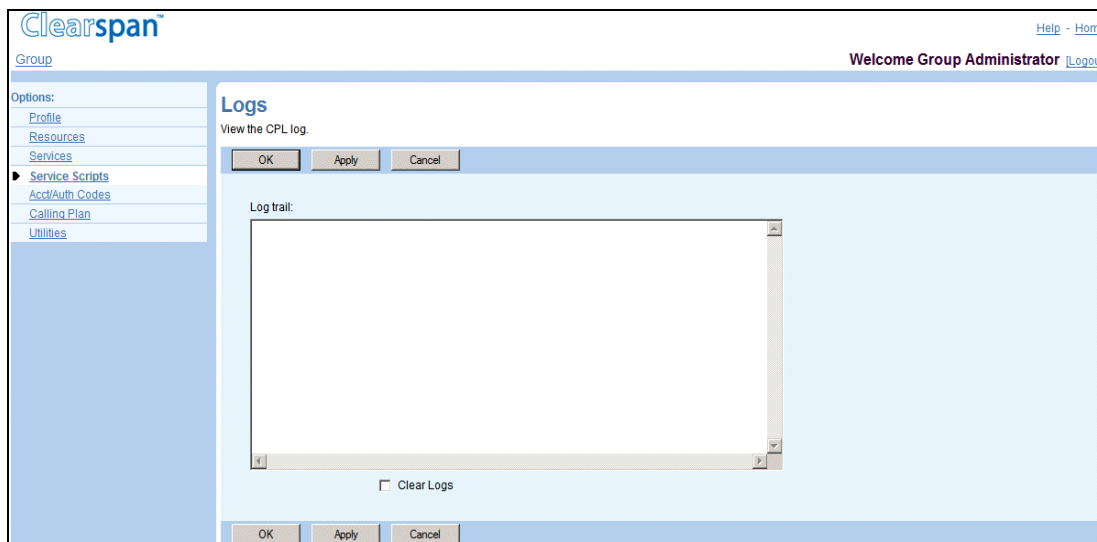 Clearspan™
Help - Hom
Group
Welcome Group Administrator [Logou
Options:
Profile
Resources
Services
Service Scripts
Acct/Auth Codes
Calling Plan
Utilities
Logs
View the CPL log.
OK Apply Cancel
Log trail:
Clear Logs
OK Apply Cancel